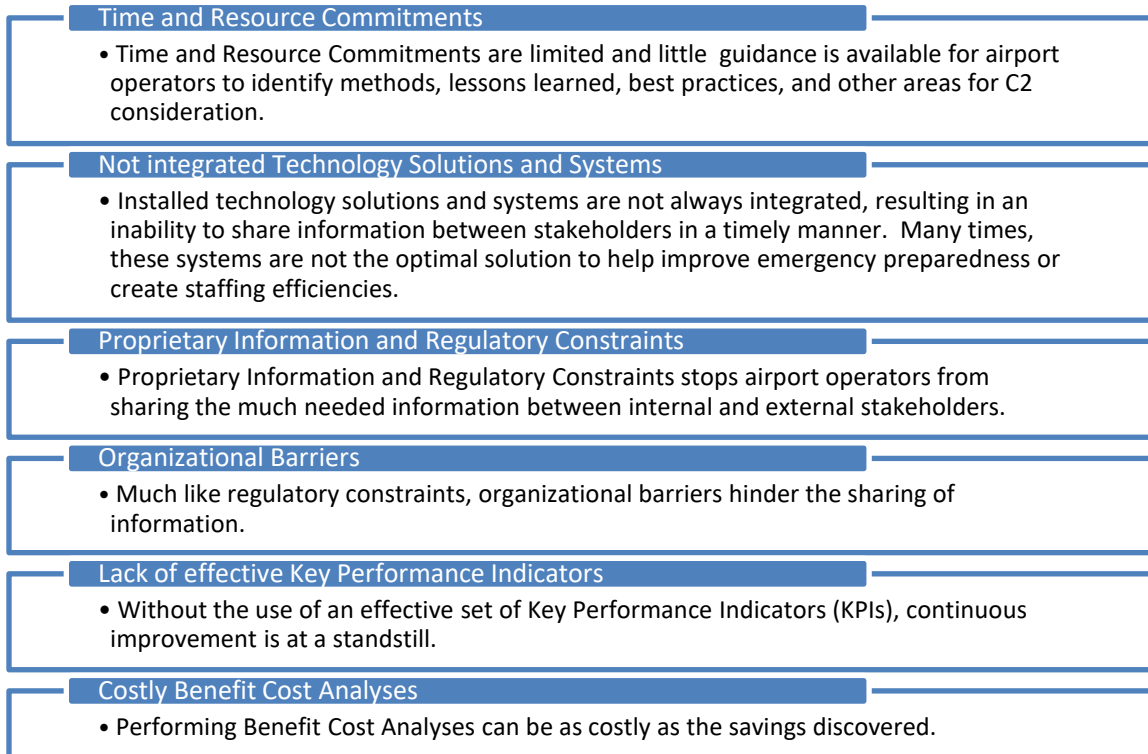 Time and Resource Commitments
• Time and Resource Commitments are limited and little  guidance is available for airport
operators to identify methods, lessons learned, best practices, and other areas for C2
consideration.
Not integrated Technology Solutions and Systems
• Installed technology solutions and systems are not always integrated, resulting in an
inability to share information between stakeholders in a timely manner.  Many times,
these systems are not the optimal solution to help improve emergency preparedness or
create staffing efficiencies.
Proprietary Information and Regulatory Constraints
• Proprietary Information and Regulatory Constraints stops airport operators from
sharing the much needed information between internal and external stakeholders.
Organizational Barriers
• Much like regulatory constraints, organizational barriers hinder the sharing of
information.
Lack of effective Key Performance Indicators
• Without the use of an effective set of Key Performance Indicators (KPIs), continuous
improvement is at a standstill.
Costly Benefit Cost Analyses
• Performing Benefit Cost Analyses can be as costly as the savings discovered.